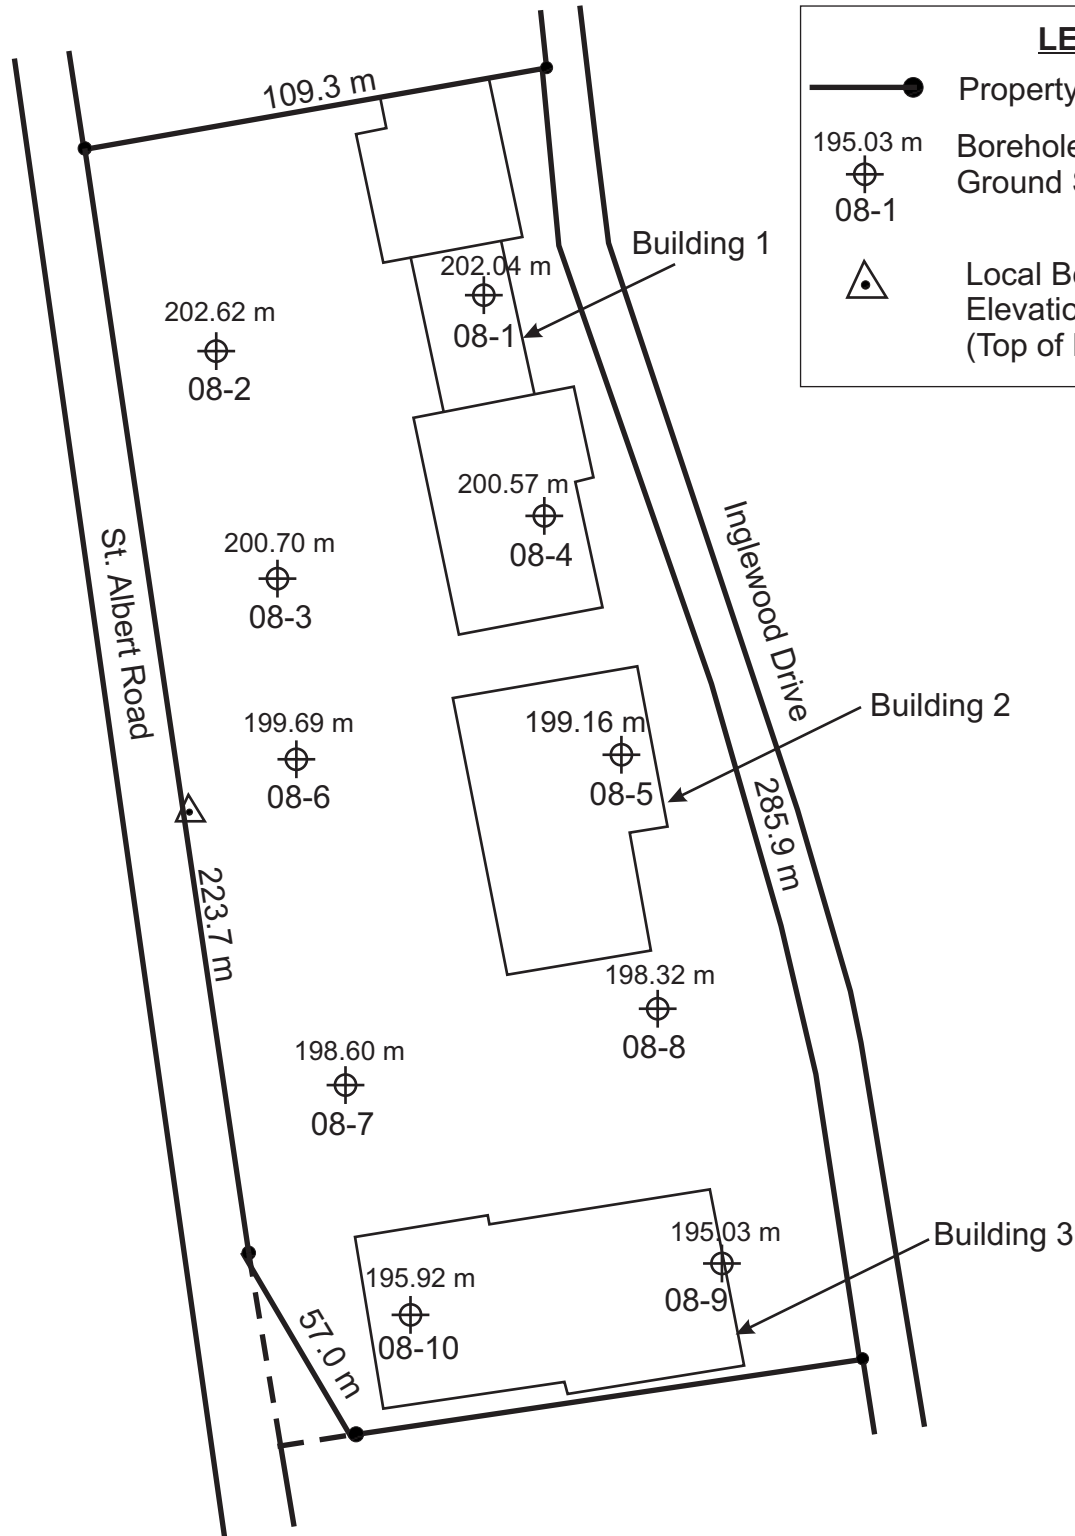 109.3 m
LE
Property
195.03 m
08-1
Borehole
Ground S
Local Be
Elevatio
(Top of
Building 1
202.04 m
08-1
202.62 m
08-2
200.57 m
08-4
200.70 m
08-3
St. Albert Road
Inglewood Drive
199.69 m
08-6
199.16 m
08-5
Building 2
285.9 m
223.7 m
198.32 m
08-8
198.60 m
08-7
195.03 m
08-9
Building 3
195.92 m
08-10
57.0 m